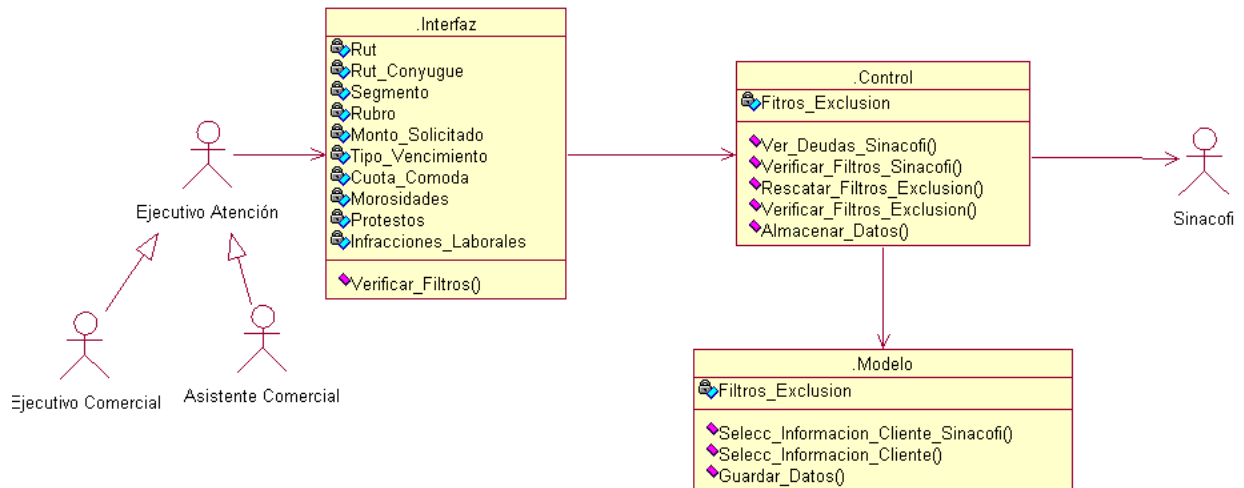 .Interfaz
Rut
Rut_Conyugue
Segmento
Rubro
Monto_Solicitado
Tipo_Vencimiento
Cuota_Comoda
Morosidades
Protestos
Infracciones_Laborales
Verificar_Filtros()
.Control
Fitros_Exclusion
Ver_Deudas_Sinacofi()
Verificar_Filtros_Sinacofi()
Rescatar_Filtros_Exclusion()
Verificar_Filtros_Exclusion()
Almacenar_Datos()
Ejecutivo Atención
Sinacofi
Ejecutivo Comercial
Asistente Comercial
.Modelo
Filtros_Exclusion
Selecc_Informacion_Cliente_Sinacofi()
Selecc_Informacion_Cliente()
Guardar_Datos()